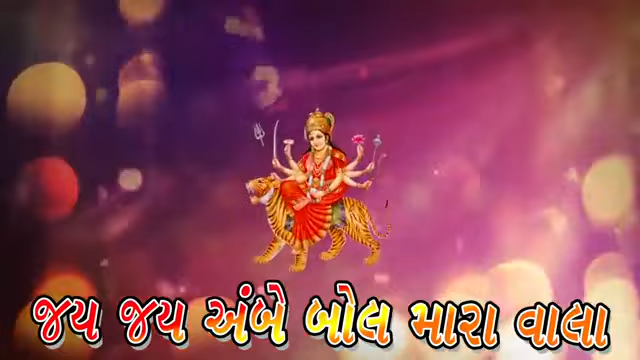 જય જય અંબે બોલ મારા વાલા